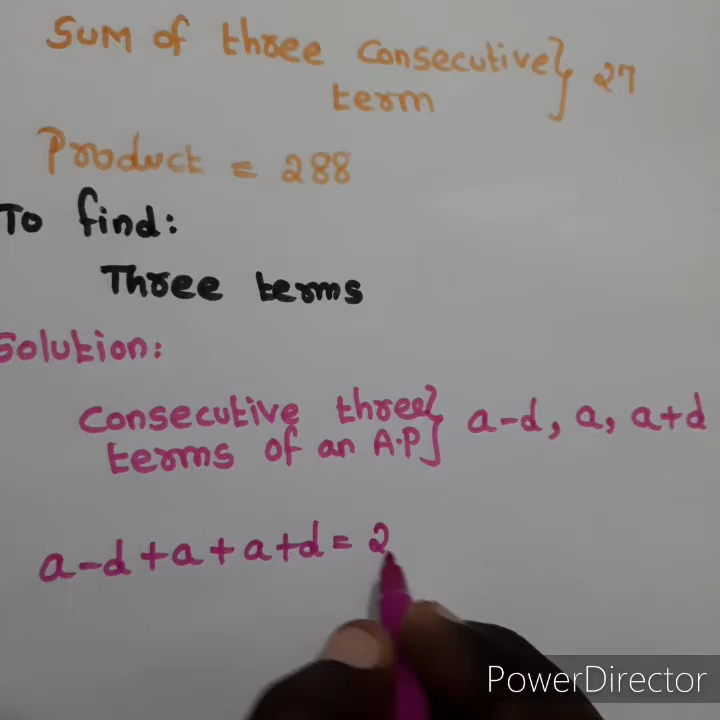 Sum of three consecutive } 27
term
Product = 288
To find:
Three terms
Solution:
Consecutive three } a-d, a, a+d
terms of an A.P
a-d+a+a+d = 2
PowerDirector